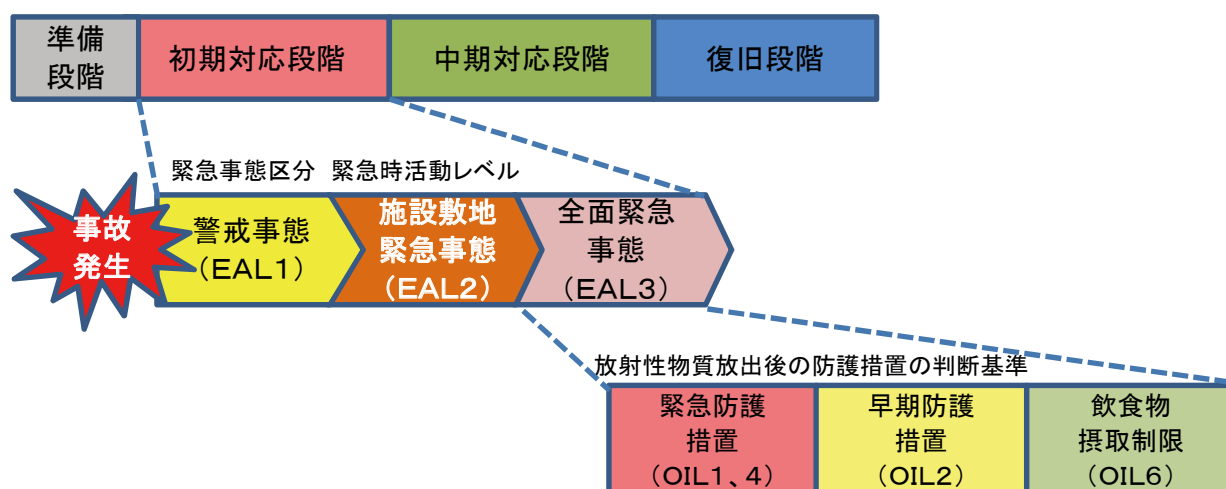 準備
段階
初期対応段階
中期対応段階
復旧段階
緊急事態区分 緊急時活動レベル
事故
発生
警戒事態
(EAL1)
施設敷地
緊急事態
(EAL2)
全面緊急
事態
(EAL3)
放射性物質放出後の防護措置の判断基準
緊急防護
措置
(OIL1、4)
早期防護
措置
(OIL2)
飲食物
摂取制限
(OIL6)